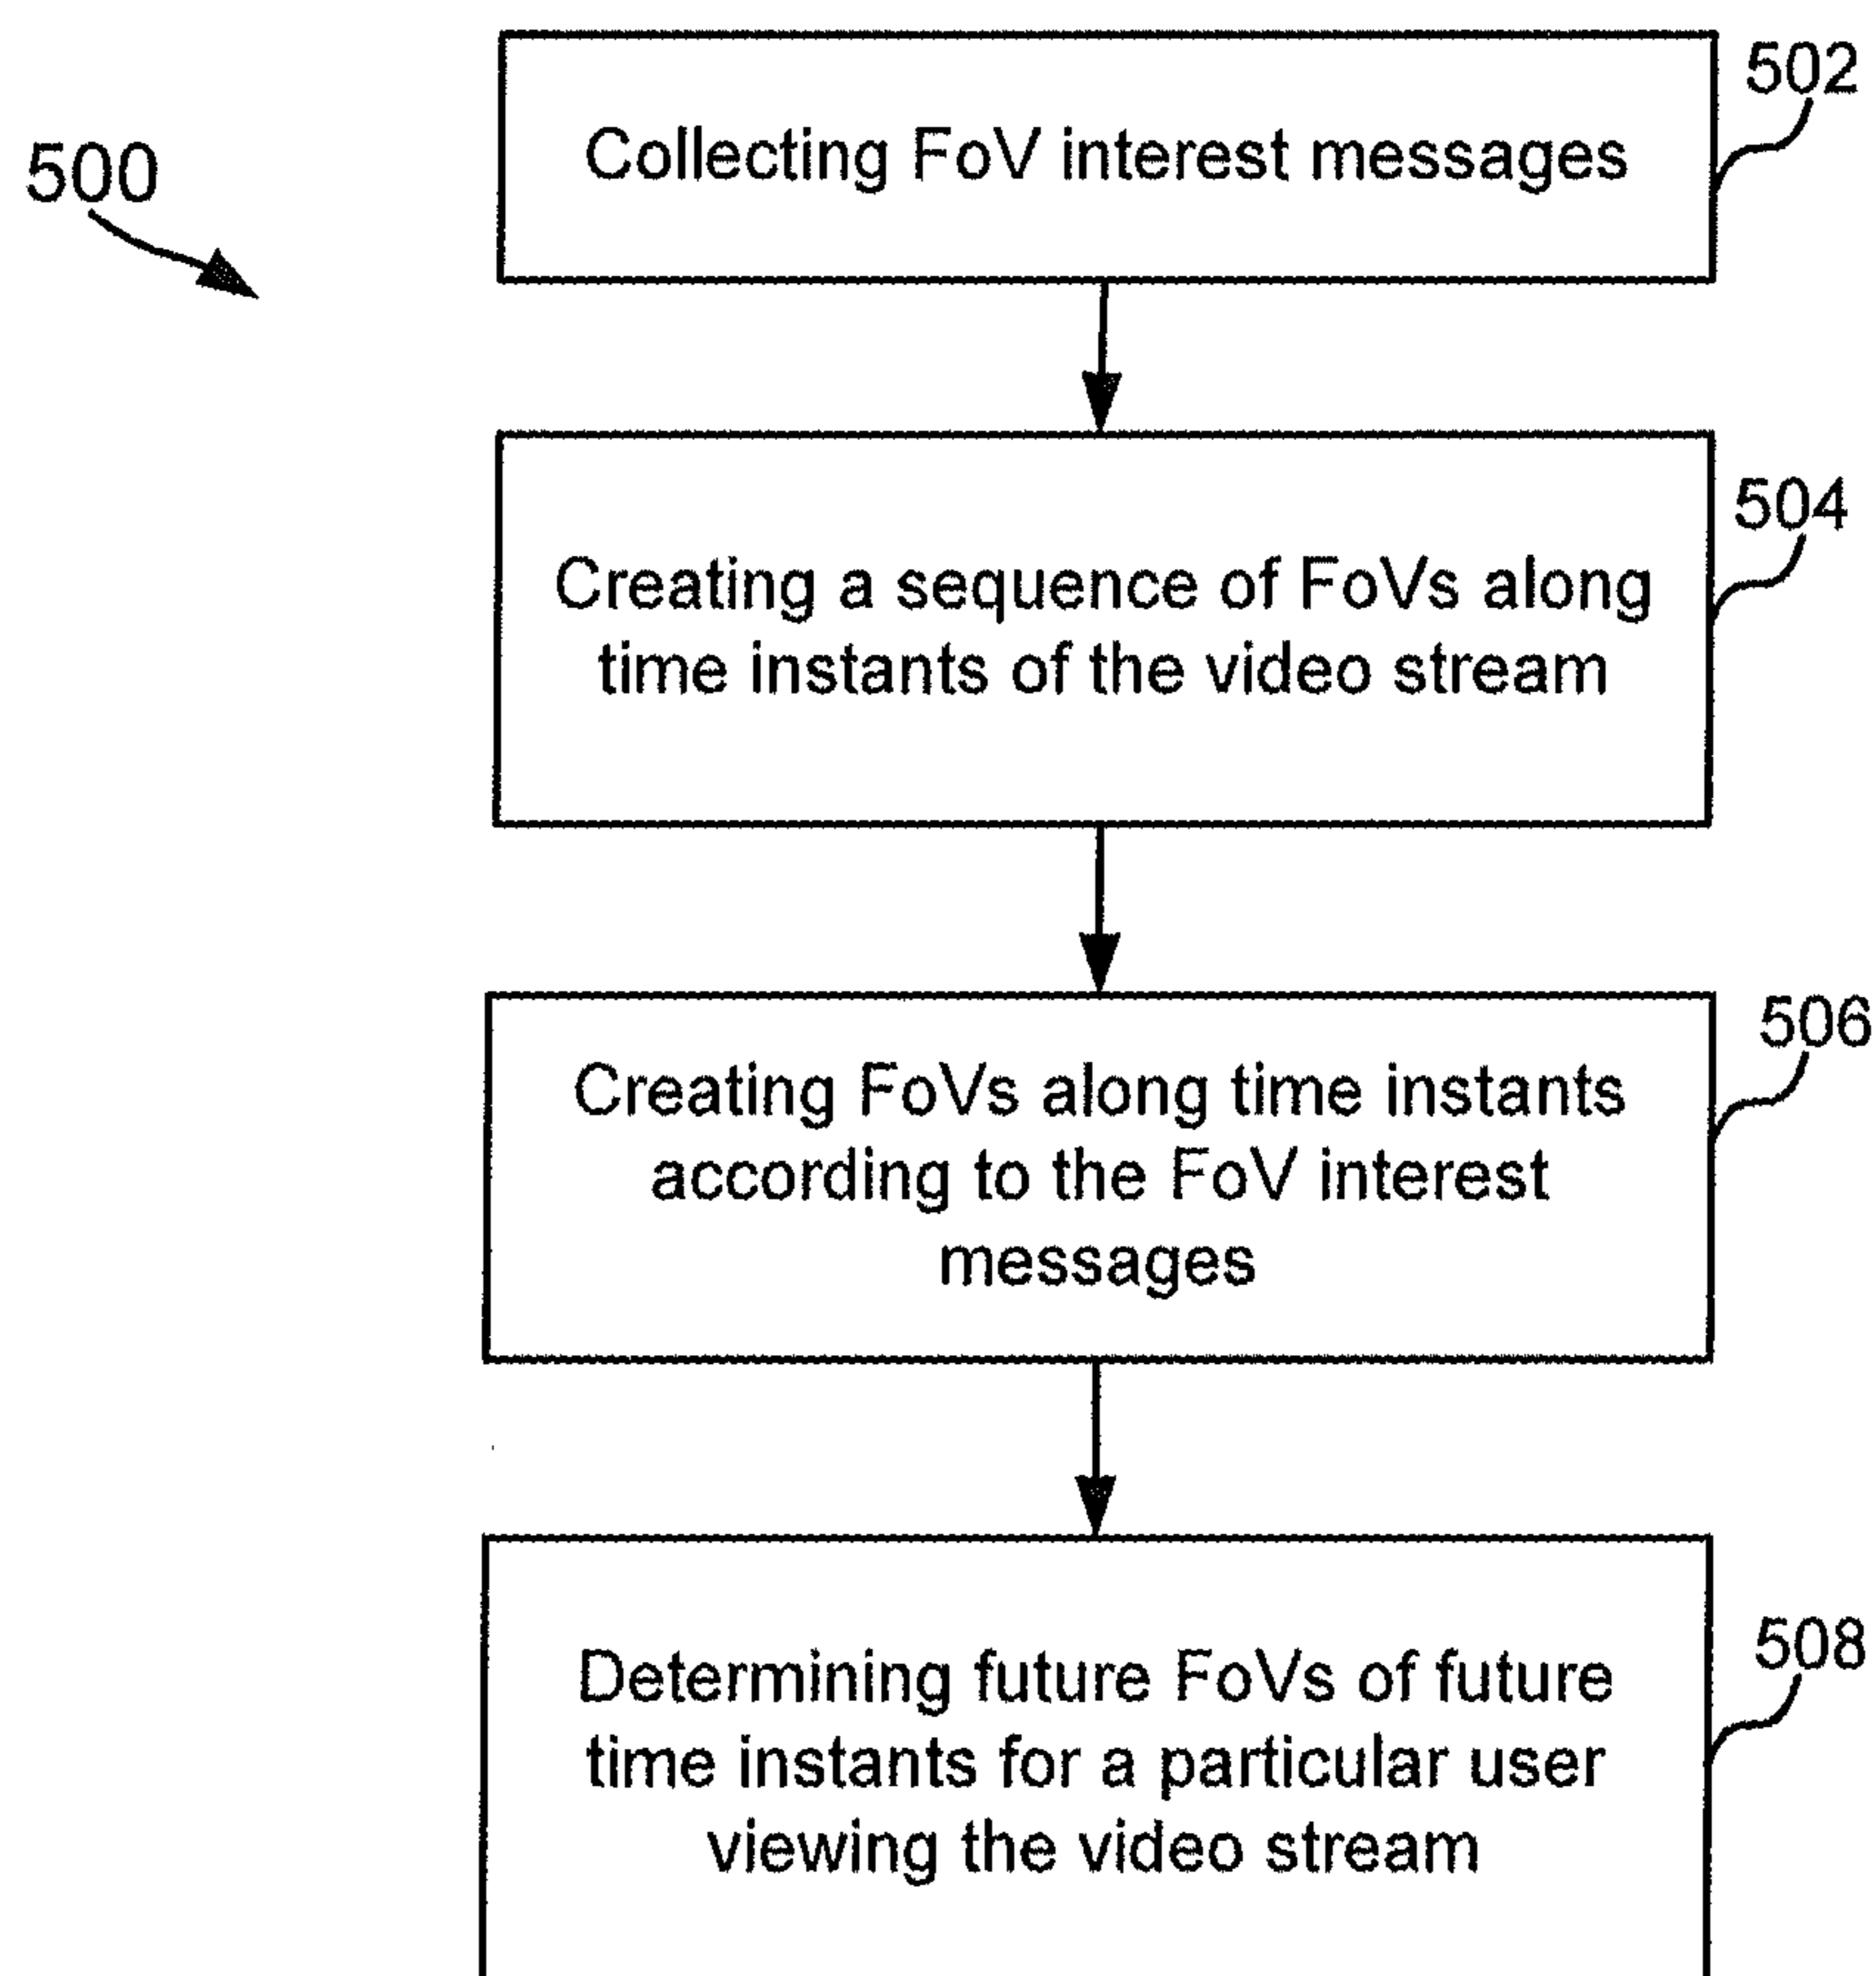 502
Collecting FoV interest messages
500
504
Creating a sequence of FoVs along
time instants of the video stream
506
Creating FoVs along time instants
according to the FoV interest
messages
508
Determining future FoVs of future
time instants for a particular user
viewing the video stream